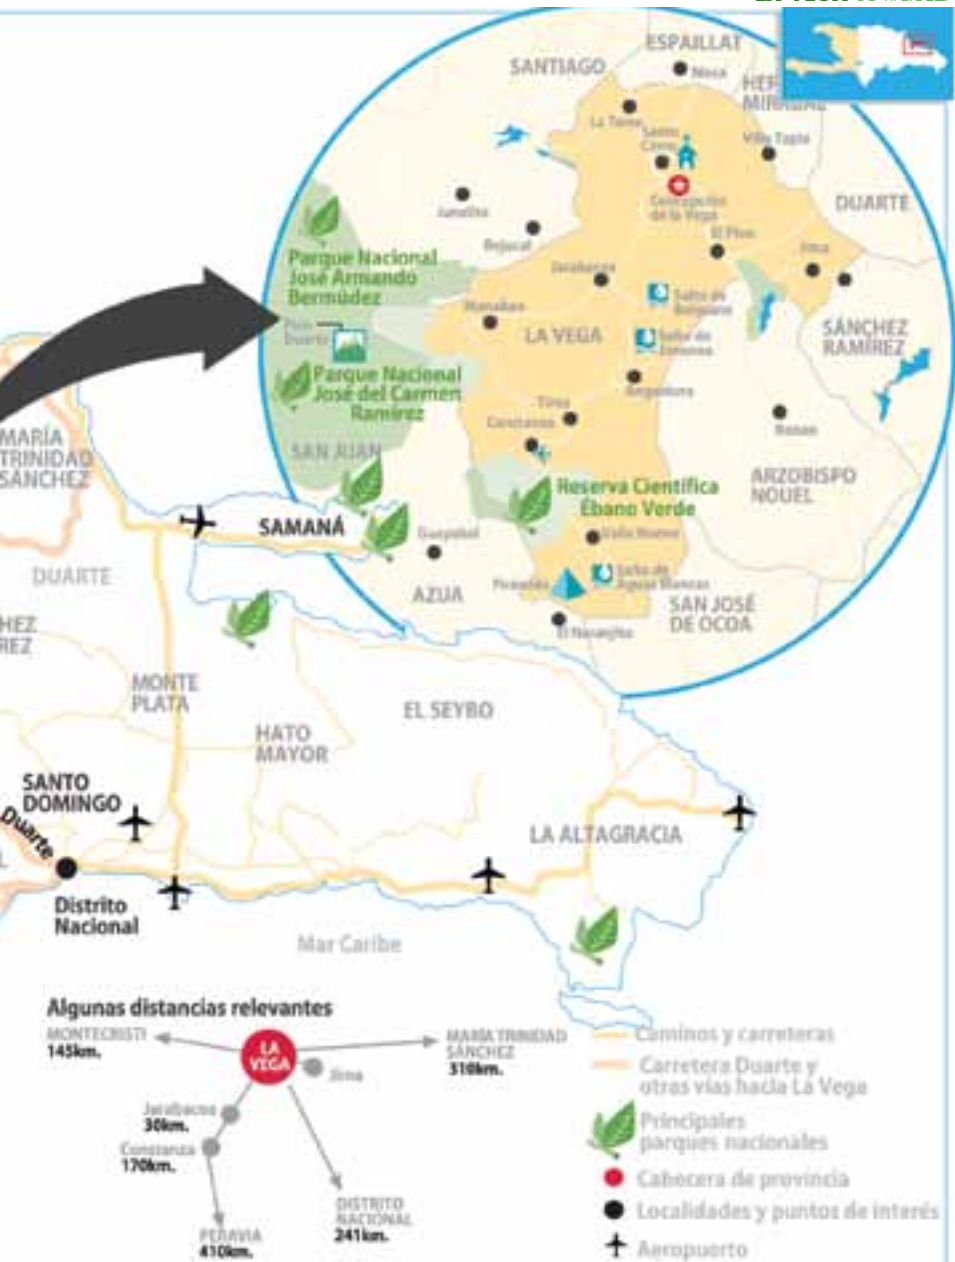 ESPAILLAT
SANTIAGO
Moca
HER
MIRABAL
La Torre
Santo
Cerro
Villa Tapia
DUARTE
Concepción
de la Vega
Junalito
El Pino
Bejucal
Jima
Parque Nacional
José Armando
Bermúdez
Jarabacoa
Salto de
Manabao
Pico
Duarte
LA VEGA
Salto de
Jimenoa
SÁNCHEZ
RAMÍREZ
Parque Nacional
José del Carmen
Ramírez
Tireo
Constanza
Bonao
SAN JUAN
MARÍA
TRINIDAD
SÁNCHEZ
ARZOBISPO
NOUEL
Reserva Científica
Ébano Verde
SAMANÁ
Guayabal
Valle Nuevo
DUARTE
Salto de
Aguas Blancas
Pirámides
AZUA
SAN JOSÉ
DE OCOA
HEZ
REZ
El Naranjito
MONTE
PLATA
EL SEYBO
HATO
MAYOR
SANTO
DOMINGO
Duarte
LA ALTAGRACIA
Distrito
Nacional
Mar Caribe
Algunas distancias relevantes
MONTECRISTI
145km.
LA
VEGA
MARÍA TRINIDAD
SÁNCHEZ
310km.
Jima
Jarabacoa
30km.
Constanza
170km.
DISTRITO
NACIONAL
241km.
PERAVIA
410km.
Caminos y carreteras
Carretera Duarte y
otras vías hacia La Vega
Principales
parques nacionales
Cabecera de provincia
Localidades y puntos de interés
Aeropuerto